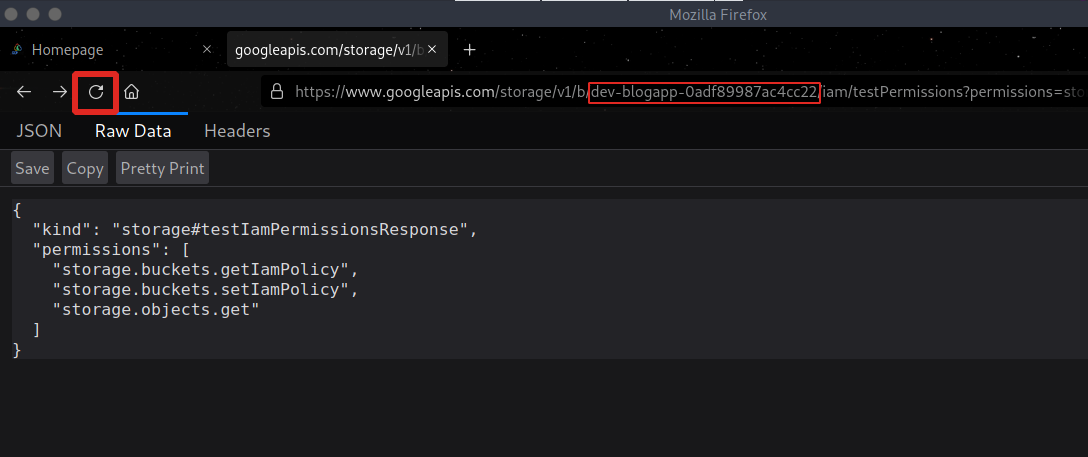 Mozilla Firefox
Homepage
googleapis.com/storage/v1/b
https://www.googleapis.com/storage/v1/b/dev-blogapp-0adf89987ac4cc22/iam/testPermissions?permissions=sto
JSON Raw Data Headers
Save Copy Pretty Print
{
"kind": "storage#testIamPermissionsResponse",
"permissions": [
"storage.buckets.getIamPolicy",
"storage.buckets.setIamPolicy",
"storage.objects.get"
]
}